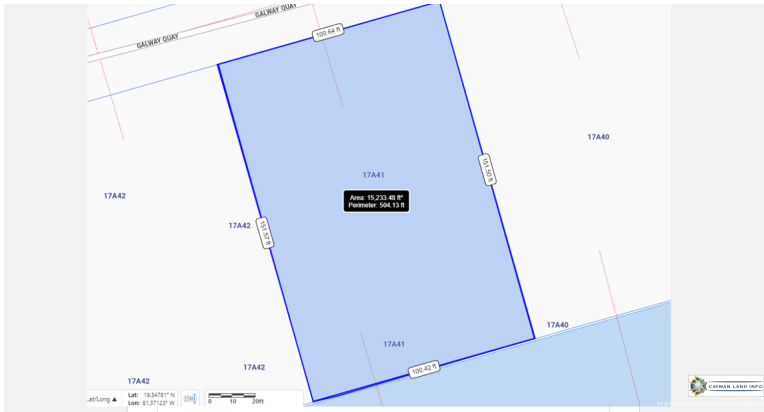 GALWAY QUAY
100.64 ft
GALWAY QUAY
17A40
151.50 ft
17A41
17A42
Area: 15,233.48 ft²
Perimeter: 504.13 ft
17A42
151.57 ft
17A40
17A41
100.42 ft
17A42
17A42
Lat/Long
Lat: 19.34781° N
Lon: 81.37123° W
0 10 20ft
CAYMAN LAND INFO